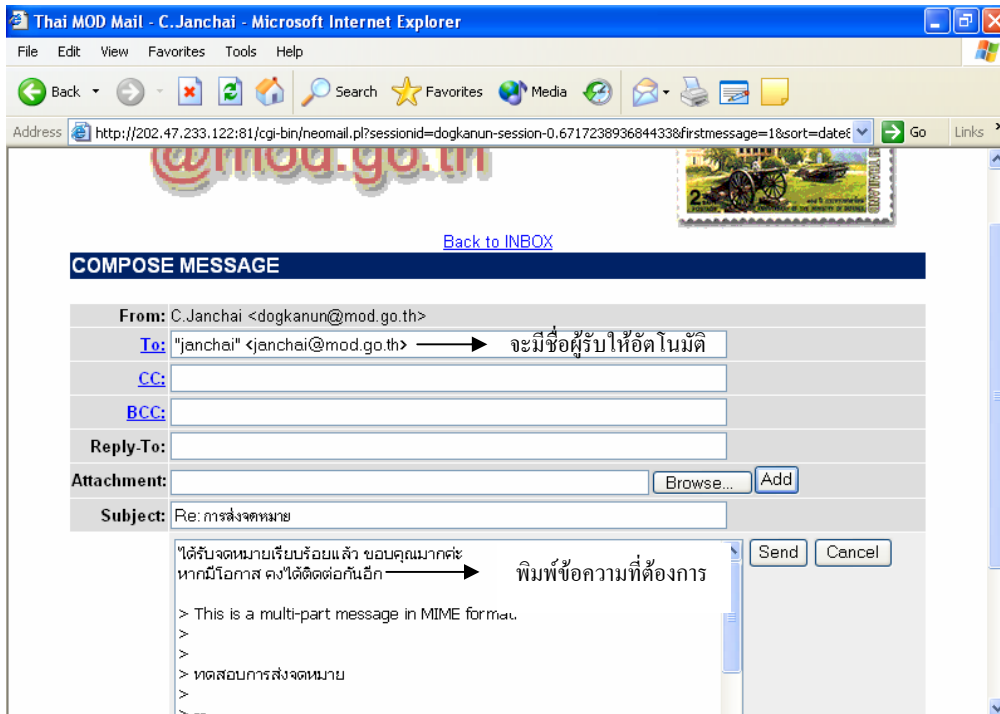 Thai MOD Mail - C.Janchai - Microsoft Internet Explorer
File Edit View Favorites Tools Help
Back Search Favorites Media
Address http://202.47.233.122:81/cgi-bin/neomail.pl?sessionid=dogkanun-session-0.671723893684433&firstmessage=1&sort=date& Go Links
@mod.go.th
2
Back to INBOX
COMPOSE MESSAGE
From: C.Janchai <dogkanun@mod.go.th>
To: "janchai" <janchai@mod.go.th> จะมีชื่อผู้รับให้อัตโนมัติ
CC:
BCC:
Reply-To:
Attachment: Browse... Add
Subject: Re: การส่งจดหมาย
ได้รับจดหมายเรียบร้อยแล้ว ขอบคุณมากค่ะ Send Cancel
หากมีโอกาส คงได้ติดต่อกันอีก พิมพ์ข้อความที่ต้องการ
> This is a multi-part message in MIME format.
>
>
> ทดสอบการส่งจดหมาย
>